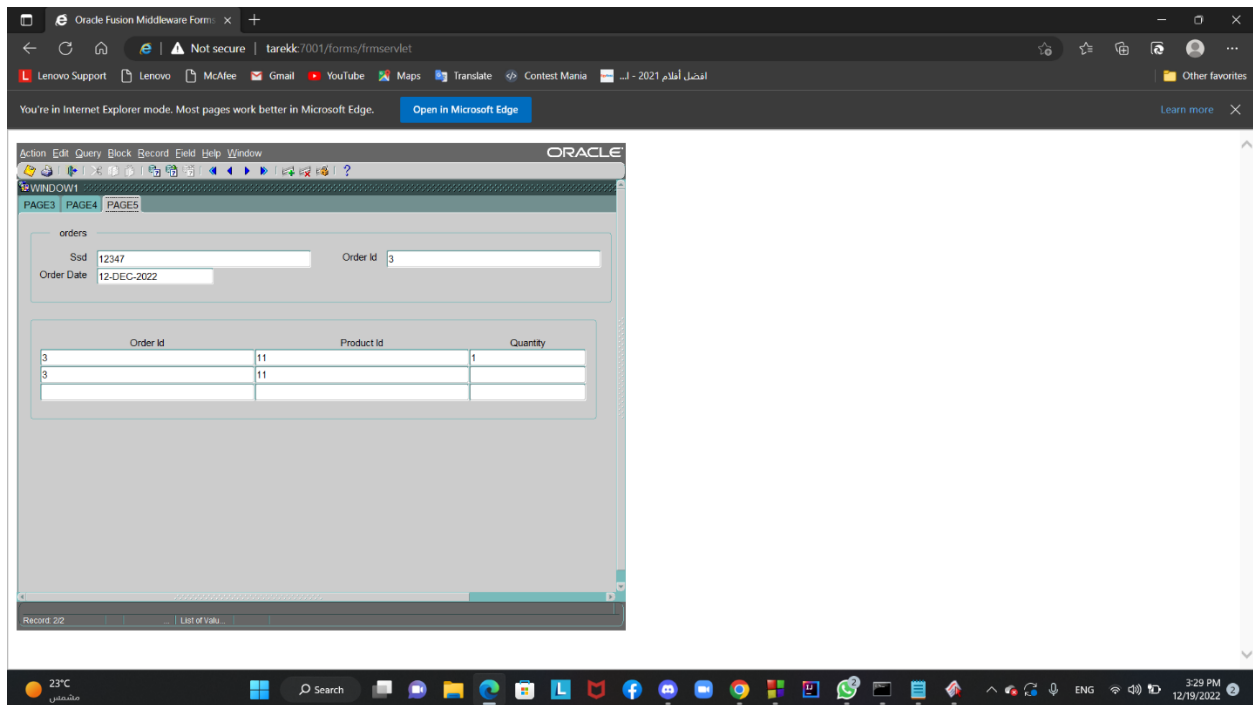 Oracle Fusion Middleware Forms
Not secure | tarekk:7001/forms/frmservlet
Lenovo Support Lenovo McAfee Gmail YouTube Maps Translate Contest Mania افضل أفلام 2021 - ا... Other favorites
You're in Internet Explorer mode. Most pages work better in Microsoft Edge. Open in Microsoft Edge Learn more
Action Edit Query Block Record Field Help Window ORACLE
WINDOW1
PAGE3 PAGE4 PAGE5
orders
Ssd 12347 Order Id 3
Order Date 12-DEC-2022
Order Id Product Id Quantity
3 11 1
3 11
Record: 2/2 ... List of Valu...
23°C
مشمس
Search
ENG
3:29 PM
12/19/2022
2